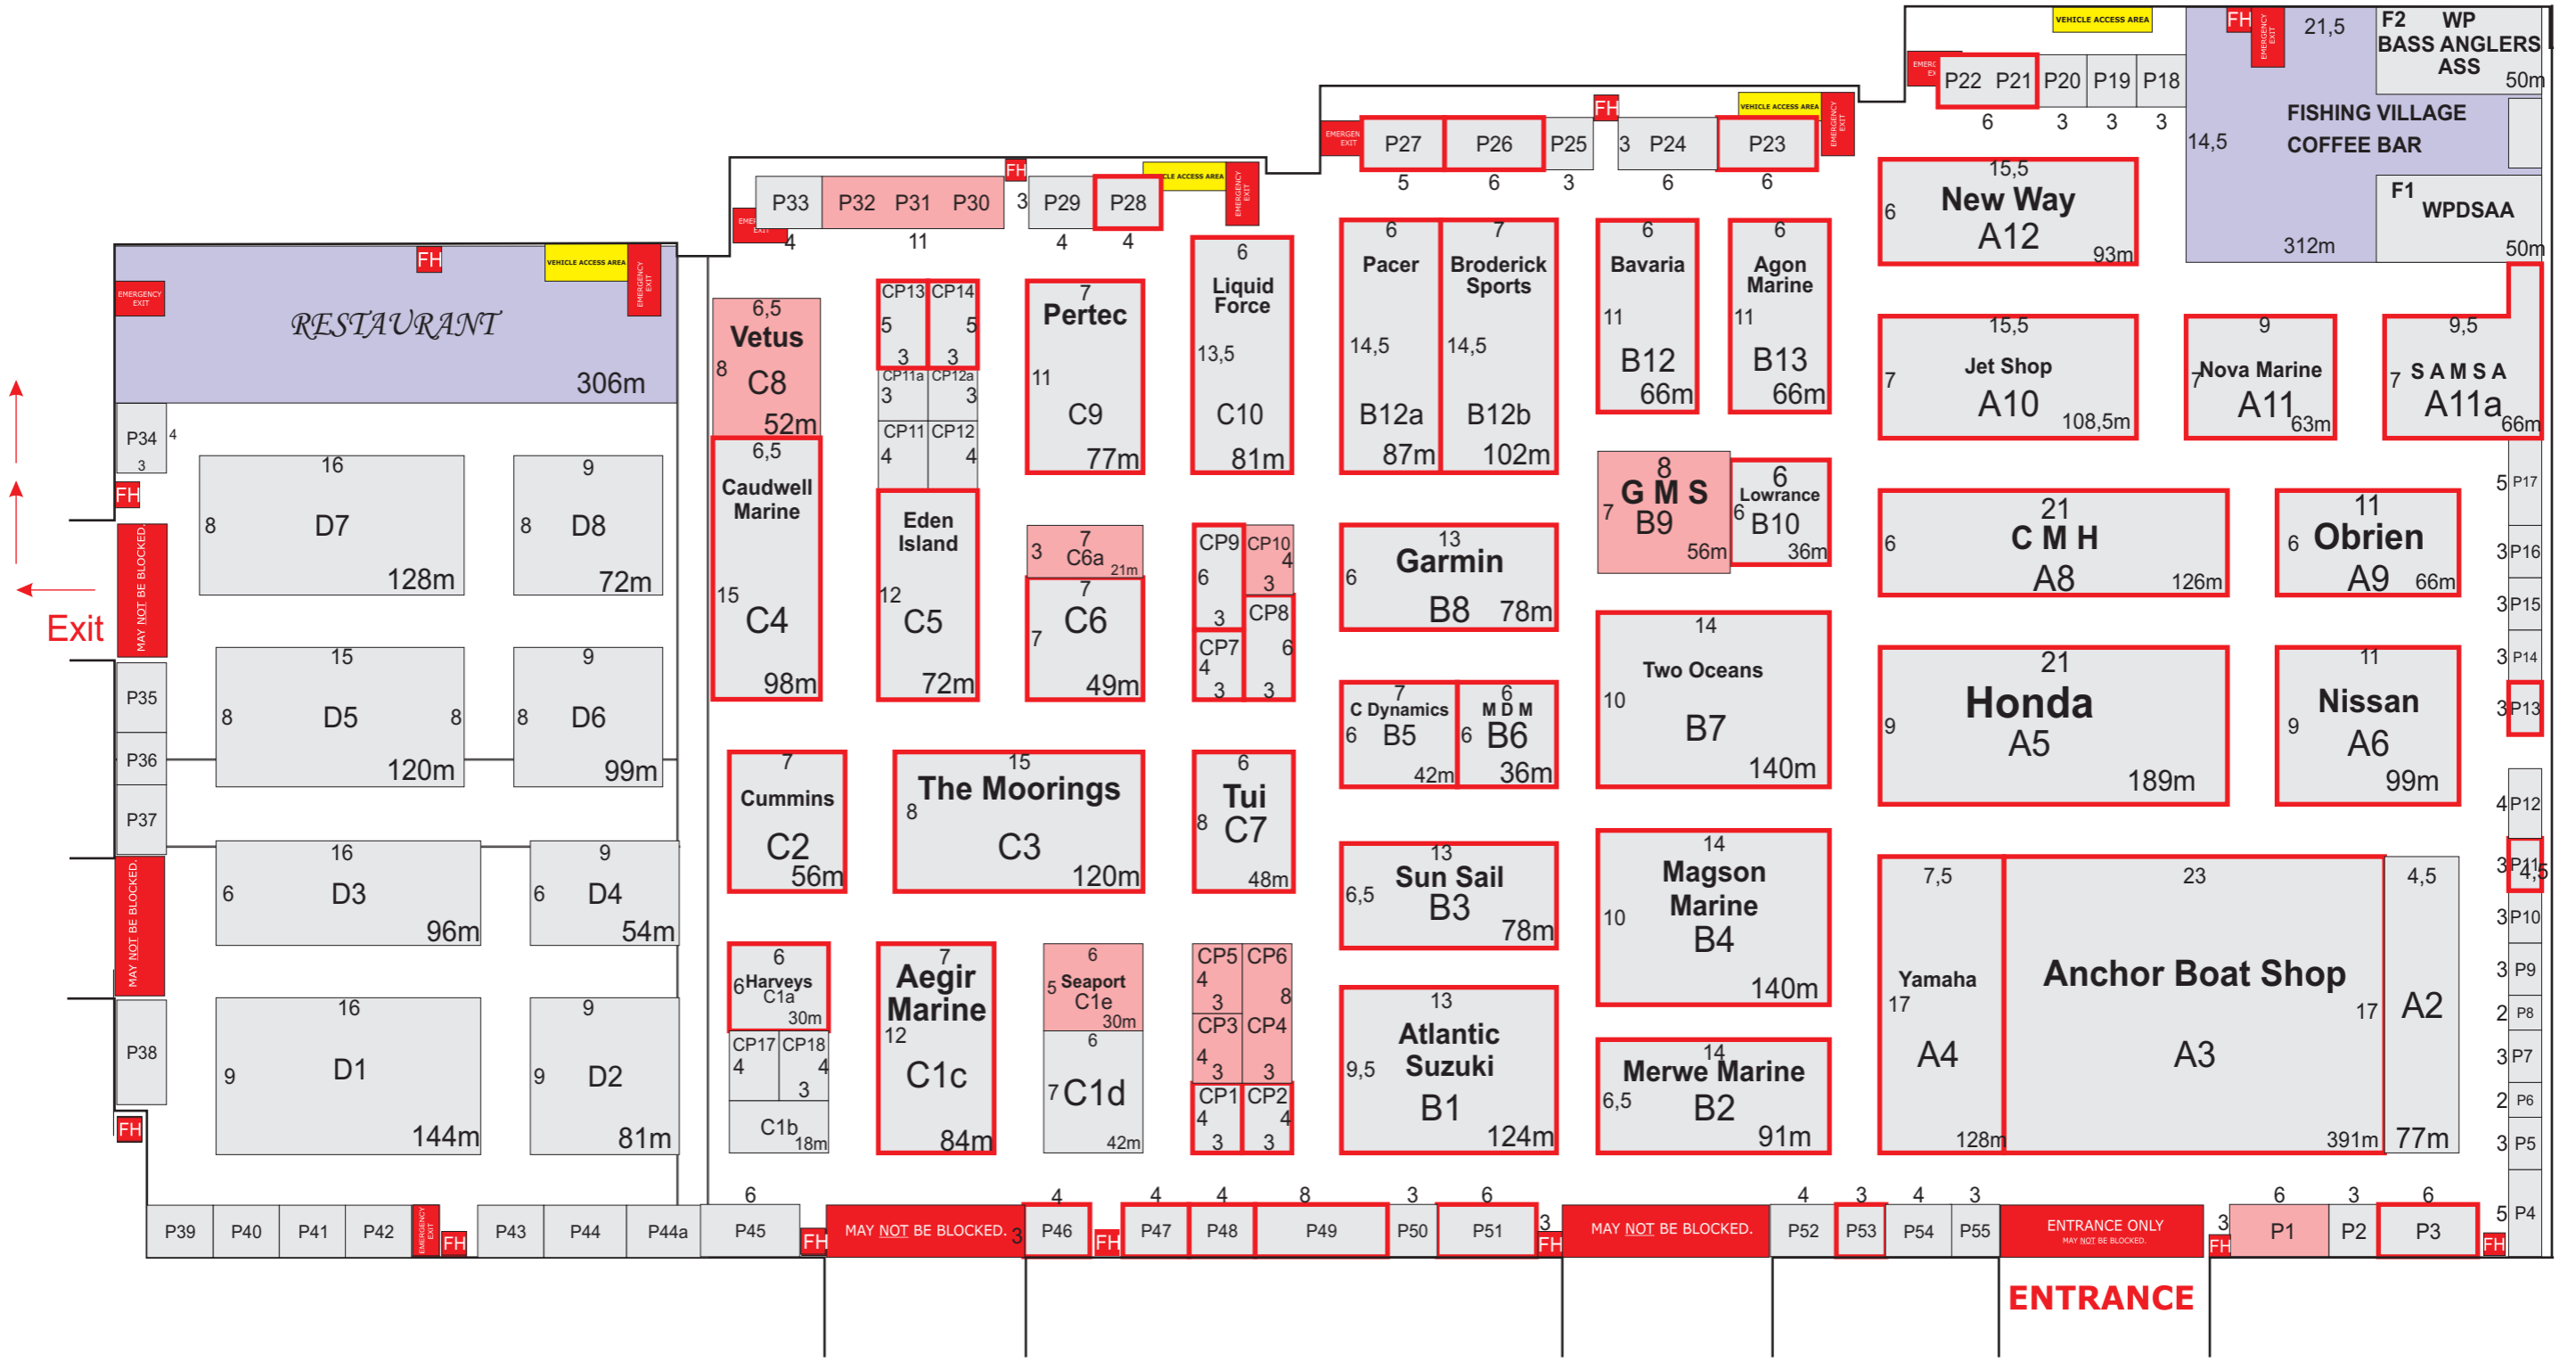 VEHICLE ACCESS AREA
FH
EMERGENCY
EXIT
21,5
F2 WP
BASS ANGLERS
ASS
50m
P22 P21 P20 P19 P18
6 3 3 3
FISHING VILLAGE
COFFEE BAR
14,5
312m
F1
WPDSAA
50m
FH
VEHICLE ACCESS AREA
EMERGENCY
EXIT
P27 P26 P25 3 P24 P23
5 6 3 6 6
FH
EMERGENCY
EXIT
P33 P32 P31 P30 3 P29 P28
4 11 4 4
FH
VEHICLE ACCESS AREA
EMERGENCY
EXIT
EMERGENCY
EXIT
RESTAURANT
306m
15,5
New Way
6
A12
93m
6
Liquid
Force
13,5
C10
81m
6
Pacer
14,5
B12a
87m
7
Broderick
Sports
14,5
B12b
102m
6
Bavaria
11
B12
66m
6
Agon
Marine
11
B13
66m
15,5
Jet Shop
7
A10
108,5m
9
7 Nova Marine
A11
63m
9,5
7 S A M S A
A11a
66m
6,5
Vetus
8
C8
52m
CP13 CP14
5 5
3 3
CP11a CP12a
3 3
CP11 CP12
4 4
7
Pertec
11
C9
77m
P34
4
3
FH
MAY NOT BE BLOCKED.
Exit
16
8 D7
128m
9
8 D8
72m
6,5
Caudwell
Marine
15
C4
98m
Eden
Island
12
C5
72m
7
3 C6a
21m
7
C6
7
49m
CP9 CP10
6 4
3 3
CP7 CP8
4 6
3 3
13
Garmin
6
B8 78m
8
G M S
7 B9
56m
6
Lowrance
6 B10
36m
21
C M H
6
A8
126m
11
6 Obrien
A9
66m
5 P17
3 P16
3 P15
3 P14
3 P13
P35
P36
P37
15
8 D5 8
120m
9
8 D6
99m
7
C Dynamics
6 B5
42m
6
M D M
6 B6
36m
14
Two Oceans
10
B7
140m
21
Honda
9
A5
189m
11
Nissan
9
A6
99m
7
Cummins
C2
56m
15
The Moorings
8
C3
120m
6
Tui
8 C7
48m
4 P12
3 P11
4,5
3 P10
3 P9
2 P8
3 P7
2 P6
3 P5
5 P4
MAY NOT BE BLOCKED.
16
6 D3
96m
9
6 D4
54m
13
Sun Sail
6,5
B3
78m
14
Magson
Marine
10
B4
140m
7,5
Yamaha
17
A4
128m
23
Anchor Boat Shop
17
A3
391m
4,5
A2
77m
P38
FH
16
9 D1
144m
9
9 D2
81m
6
6 Harveys
C1a
30m
CP17 CP18
4 4
3
C1b
18m
7
Aegir
Marine
12
C1c
84m
6
5 Seaport
C1e
30m
6
7 C1d
42m
CP5 CP6
4
3 8
CP3 CP4
4
3 3
CP1 CP2
4 4
3 3
13
Atlantic
Suzuki
9,5
B1
124m
14
Merwe Marine
6,5
B2
91m
6 4 4 4 8 3 6 4 3 4 3 6 3 6
P39 P40 P41 P42
EMERGENCY
EXIT
FH
P43 P44 P44a P45
FH
MAY NOT BE BLOCKED. 3
P46
FH
P47 P48 P49 P50 P51
3
FH
MAY NOT BE BLOCKED.
P52 P53 P54 P55
ENTRANCE ONLY
MAY NOT BE BLOCKED.
3
FH
P1 P2 P3
FH
ENTRANCE